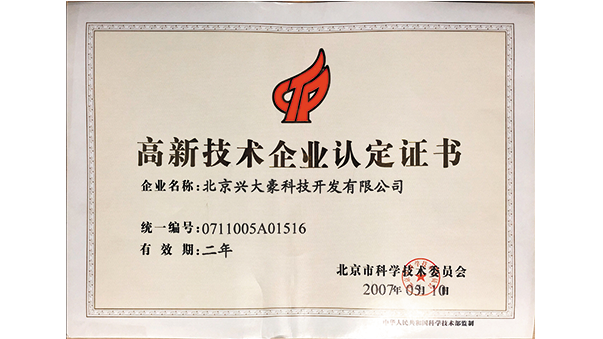 高新技术企业认定证书
企业名称:北京兴大豪科技开发有限公司
统一编号:0711005A01516
有效期:二年
北京市科学技术委员会
2007年05月10日
中华人民共和国科学技术部监制